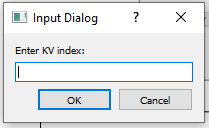 Input Dialog
Enter KV index:
OK
Cancel